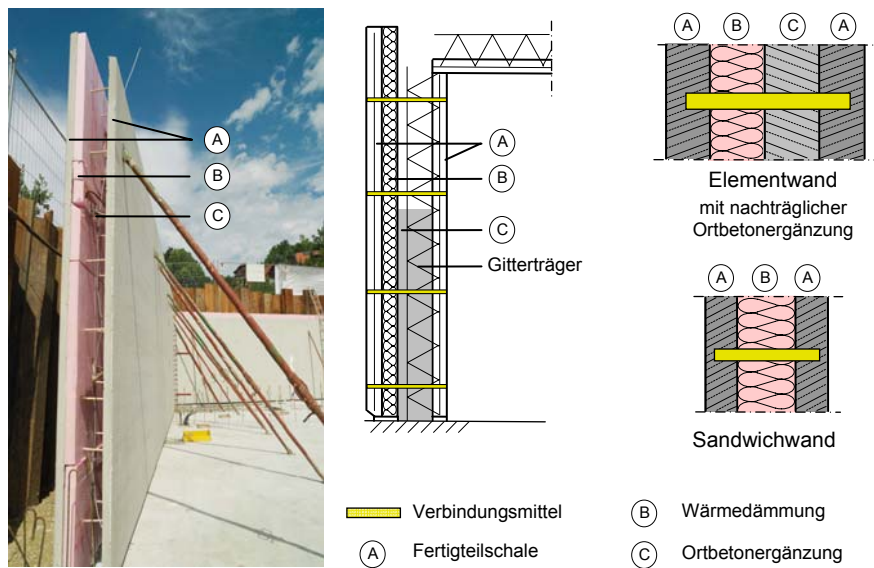 A
B
C
A
B
C
Gitterträger
A B C A
Elementwand
mit nachträglicher
Ortbetonergänzung
A B A
Sandwichwand
Verbindungsmittel
B Wärmedämmung
A Fertigteilschale
C Ortbetonergänzung